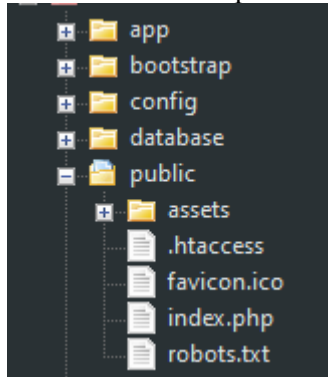 app
bootstrap
config
database
public
assets
.htaccess
favicon.ico
index.php
robots.txt